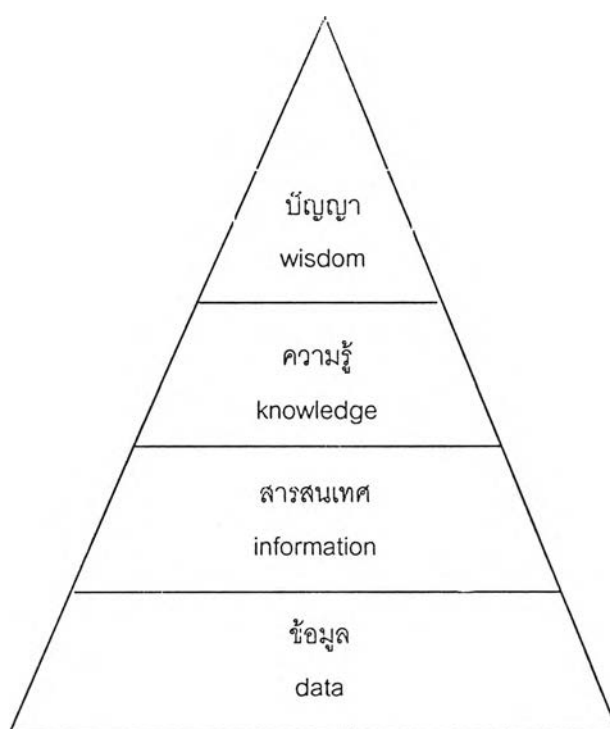 ปัญญา
wisdom
ความรู้
knowledge
สารสนเทศ
information
ข้อมูล
data